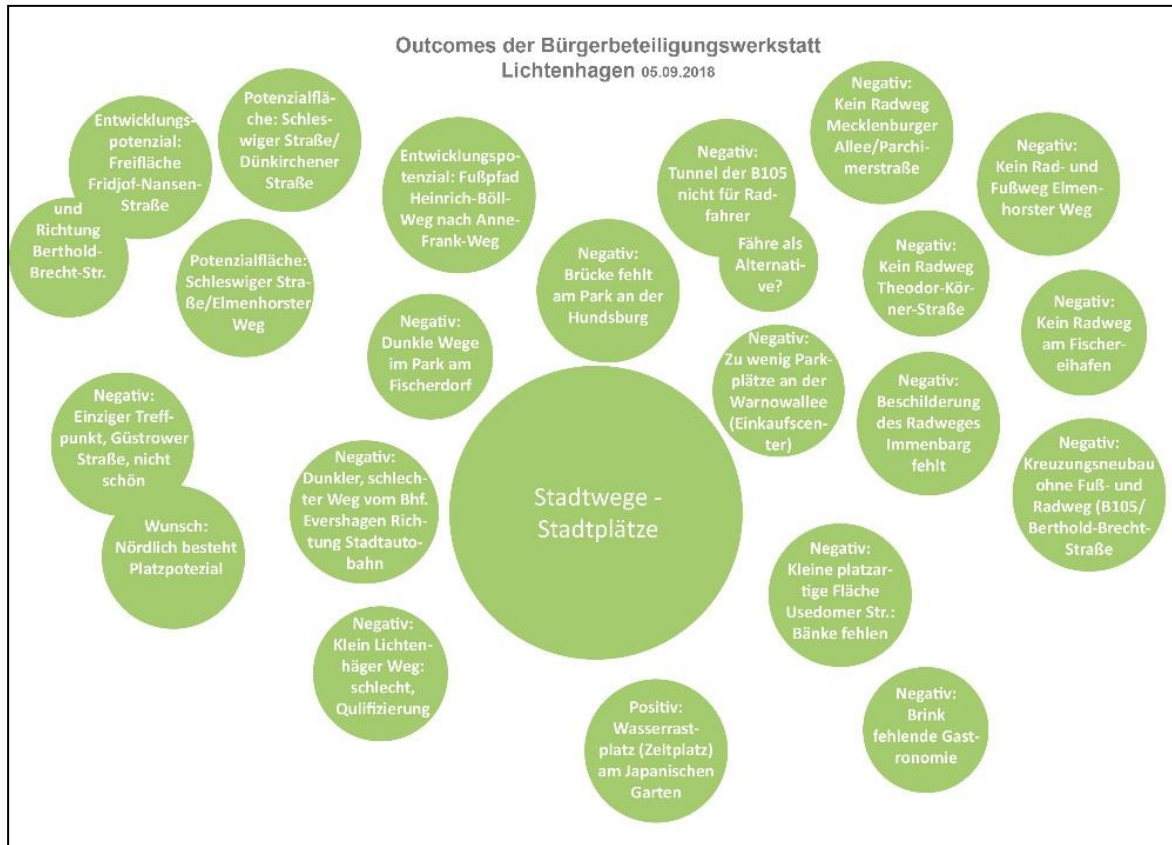 Outcomes der Bürgerbeteiligungswerkstatt
Lichtenhagen 05.09.2018
Entwicklungs-
potenzial:
Freifläche
Fridjof-Nansen-
Straße
und
Richtung
Berthold-
Brecht-Str.
Potenzialflä-
che: Schles-
wiger Straße/
Dünkirchener
Straße
Potenzialfläche:
Schleswiger Stra-
ße/Elmenhorster
Weg
Entwicklungspo-
tenzial: Fußpfad
Heinrich-Böll-
Weg nach Anne-
Frank-Weg
Negativ:
Dunkle Wege
im Park am
Fischerdorf
Negativ:
Brücke fehlt
am Park an der
Hundsburg
Negativ:
Tunnel der B105
nicht für Rad-
fahrer
Fähre als
Alternati-
ve?
Negativ:
Kein Radweg
Mecklenburger
Allee/Parchi-
merstraße
Negativ:
Kein Rad- und
Fußweg Elmen-
horster Weg
Negativ:
Kein Radweg
Theodor-Kör-
ner-Straße
Negativ:
Kein Radweg
am Fischer-
eihafen
Negativ:
Zu wenig Park-
plätze an der
Warnowallee
(Einkaufscen-
ter)
Negativ:
Beschilderung
des Radweges
Immenbarg
fehlt
Negativ:
Kreuzungsneubau
ohne Fuß- und
Radweg (B105/
Berthold-Brecht-
Straße
Negativ:
Einziger Treff-
punkt, Güstrower
Straße, nicht
schön
Wunsch:
Nördlich besteht
Platzpotezial
Negativ:
Dunkler, schlech-
ter Weg vom Bhf.
Evershagen Rich-
tung Stadtauto-
bahn
Stadtwege -
Stadtplätze
Negativ:
Kleine platzar-
tige Fläche
Usedomer Str.:
Bänke fehlen
Negativ:
Klein Lichten-
häger Weg:
schlecht,
Qulifizierung
Positiv:
Wasserrast-
platz (Zeitplatz)
am Japanischen
Garten
Negativ:
Brink
fehlende Gast-
ronomie